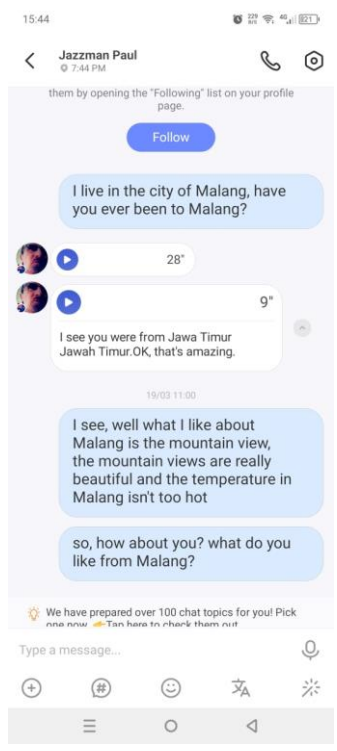 15:44
Jazzman Paul
7:44 PM
them by opening the "Following" list on your profile
page.
Follow
I live in the city of Malang, have
you ever been to Malang?
28"
9"
I see you were from Jawa Timur
Jawah Timur.OK, that's amazing.
19/03 11:00
I see, well what I like about
Malang is the mountain view,
the mountain views are really
beautiful and the temperature in
Malang isn't too hot
so, how about you? what do you
like from Malang?
We have prepared over 100 chat topics for you! Pick
one now. 👉Tap here to check them out
Type a message...